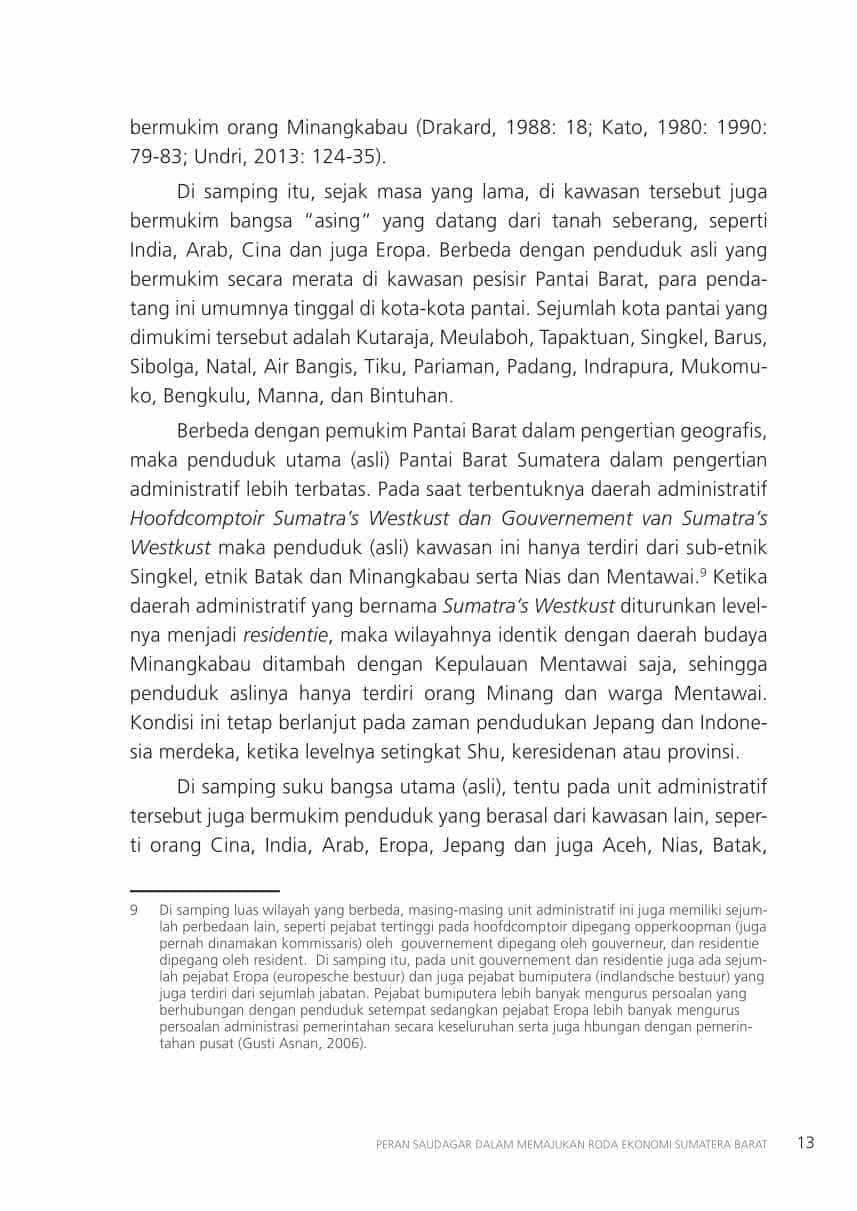 bermukim orang Minangkabau (Drakard, 1988: 18; Kato, 1980: 1990:
79-83; Undri, 2013: 124-35).
Di samping itu, sejak masa yang lama, di kawasan tersebut juga
bermukim bangsa “asing” yang datang dari tanah seberang, seperti
India, Arab, Cina dan juga Eropa. Berbeda dengan penduduk asli yang
bermukim secara merata di kawasan pesisir Pantai Barat, para penda-
tang ini umumnya tinggal di kota-kota pantai. Sejumlah kota pantai yang
dimukimi tersebut adalah Kutaraja, Meulaboh, Tapaktuan, Singkel, Barus,
Sibolga, Natal, Air Bangis, Tiku, Pariaman, Padang, Indrapura, Mukomu-
ko, Bengkulu, Manna, dan Bintuhan.
Berbeda dengan pemukim Pantai Barat dalam pengertian geografis,
maka penduduk utama (asli) Pantai Barat Sumatera dalam pengertian
administratif lebih terbatas. Pada saat terbentuknya daerah administratif
Hoofdcomptoir Sumatra’s Westkust dan Gouvernement van Sumatra’s
Westkust maka penduduk (asli) kawasan ini hanya terdiri dari sub-etnik
Singkel, etnik Batak dan Minangkabau serta Nias dan Mentawai.9 Ketika
daerah administratif yang bernama Sumatra’s Westkust diturunkan level-
nya menjadi residentie, maka wilayahnya identik dengan daerah budaya
Minangkabau ditambah dengan Kepulauan Mentawai saja, sehingga
penduduk aslinya hanya terdiri orang Minang dan warga Mentawai.
Kondisi ini tetap berlanjut pada zaman pendudukan Jepang dan Indone-
sia merdeka, ketika levelnya setingkat Shu, keresidenan atau provinsi.
Di samping suku bangsa utama (asli), tentu pada unit administratif
tersebut juga bermukim penduduk yang berasal dari kawasan lain, seper-
ti orang Cina, India, Arab, Eropa, Jepang dan juga Aceh, Nias, Batak,
9 Di samping luas wilayah yang berbeda, masing-masing unit administratif ini juga memiliki sejum-
lah perbedaan lain, seperti pejabat tertinggi pada hoofdcomptoir dipegang opperkoopman (juga
pernah dinamakan kommissaris) oleh gouvernement dipegang oleh gouverneur, dan residentie
dipegang oleh resident. Di samping itu, pada unit gouvernement dan residentie juga ada sejum-
lah pejabat Eropa (europesche bestuur) dan juga pejabat bumiputera (indlandsche bestuur) yang
juga terdiri dari sejumlah jabatan. Pejabat bumiputera lebih banyak mengurus persoalan yang
berhubungan dengan penduduk setempat sedangkan pejabat Eropa lebih banyak mengurus
persoalan administrasi pemerintahan secara keseluruhan serta juga hbungan dengan pemerin-
tahan pusat (Gusti Asnan, 2006).
PERAN SAUDAGAR DALAM MEMAJUKAN RODA EKONOMI SUMATERA BARAT 13